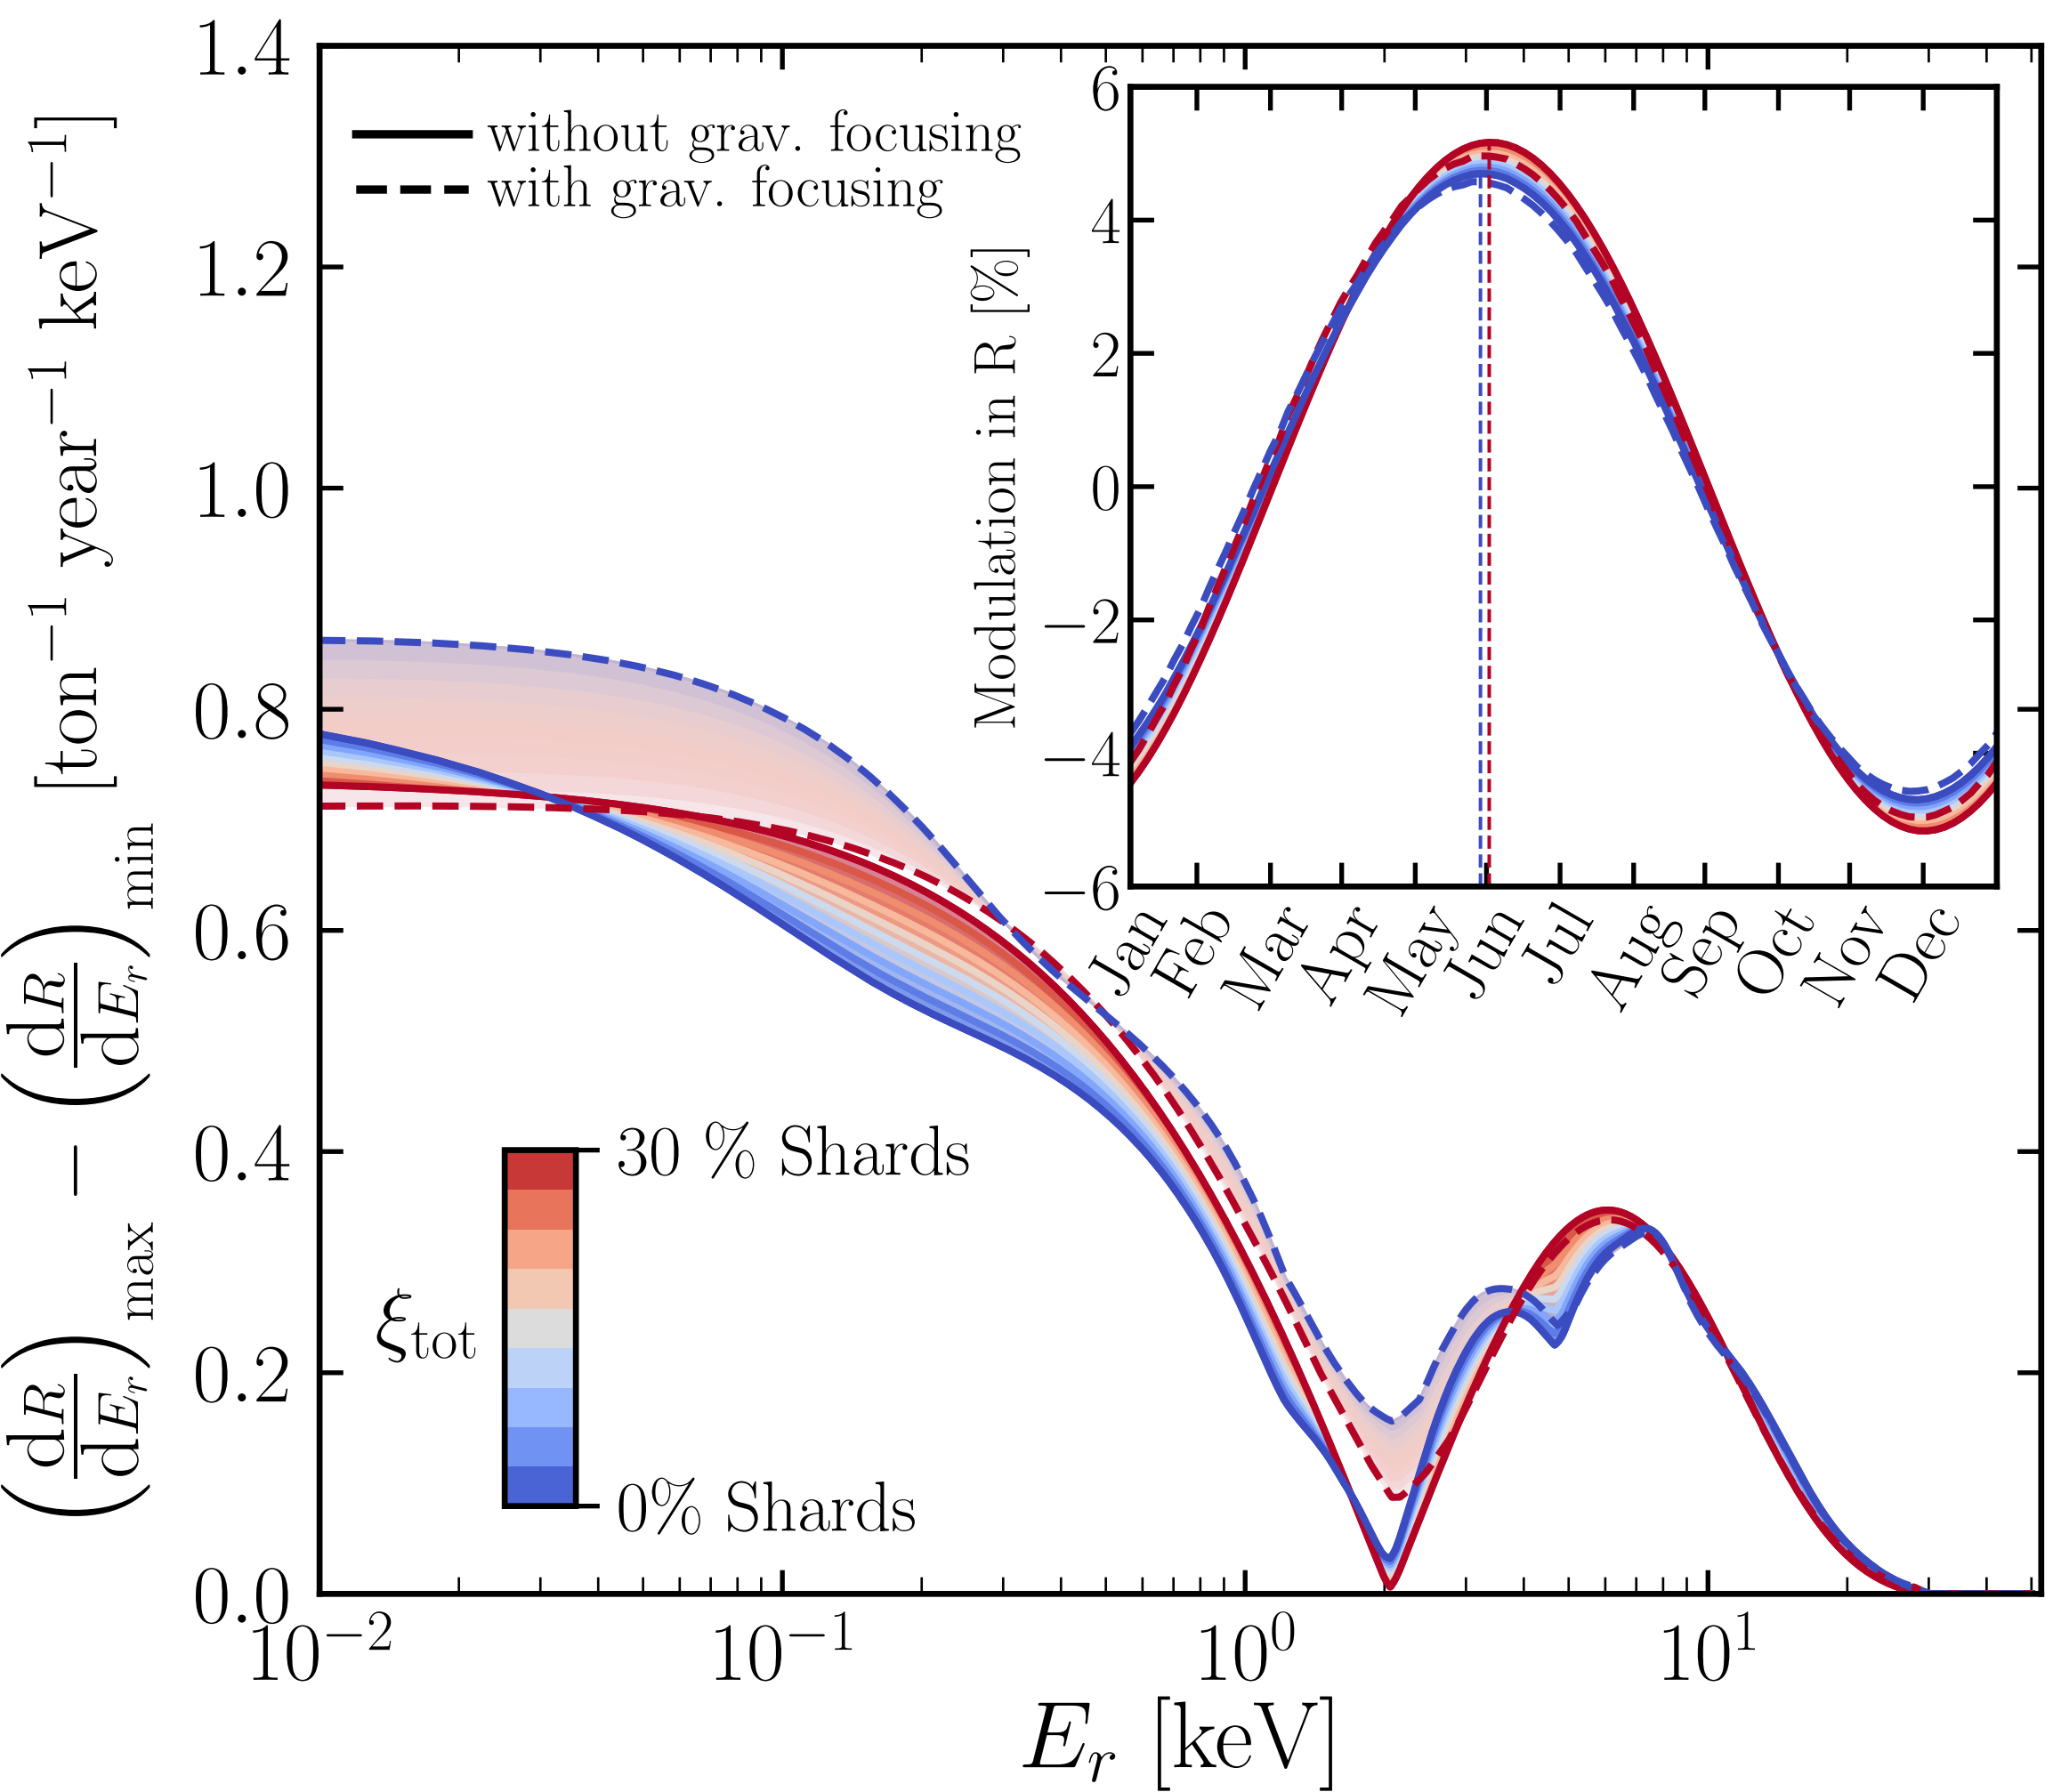 (dR/dE_r)_max − (dR/dE_r)_min [ton⁻¹ year⁻¹ keV⁻¹]
1.4
1.2
1.0
0.8
0.6
0.4
0.2
0.0
without grav. focusing
with grav. focusing
Modulation in R [%]
6
4
2
0
−2
−4
−6
Jan
Feb
Mar
Apr
May
Jun
Jul
Aug
Sep
Oct
Nov
Dec
ξ_tot
30 % Shards
0% Shards
10⁻²
10⁻¹
10⁰
10¹
E_r [keV]